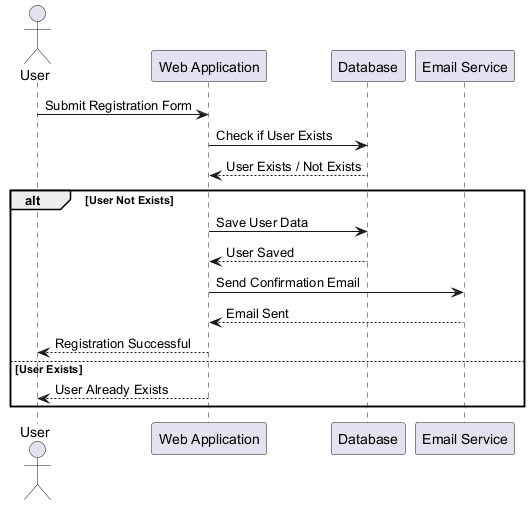 User
Web Application
Database
Email Service
Submit Registration Form
Check if User Exists
User Exists / Not Exists
alt [User Not Exists]
Save User Data
User Saved
Send Confirmation Email
Email Sent
Registration Successful
[User Exists]
User Already Exists
User
Web Application
Database
Email Service